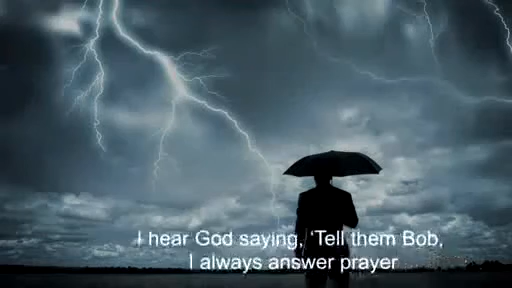 I hear God saying, ‘Tell them Bob,
I always answer prayer